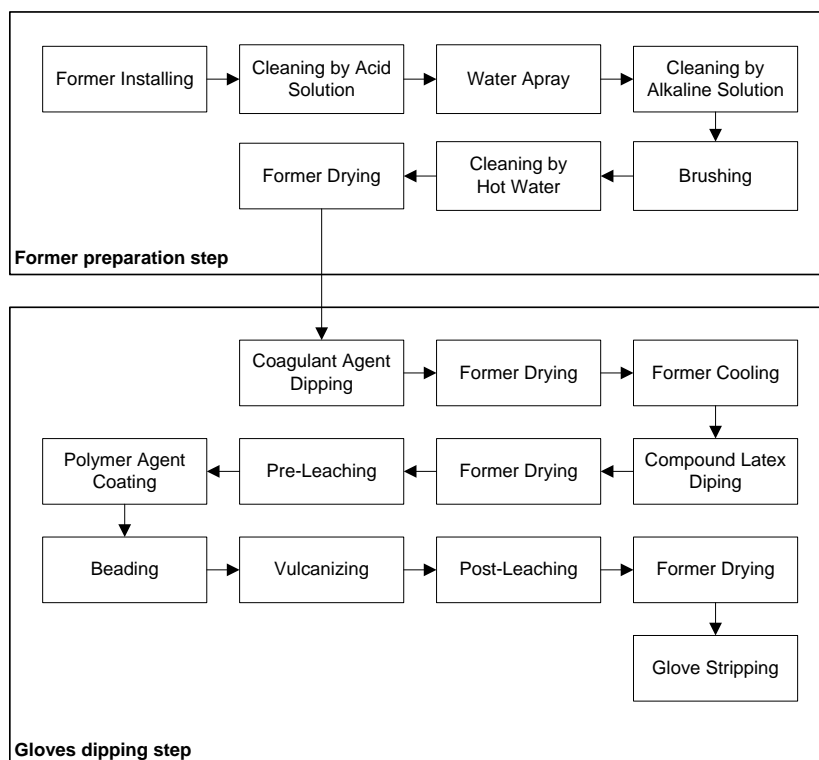 Former Installing
Cleaning by Acid
Solution
Water Apray
Cleaning by
Alkaline Solution
Former Drying
Cleaning by
Hot Water
Brushing
Former preparation step
Coagulant Agent
Dipping
Former Drying
Former Cooling
Polymer Agent
Coating
Pre-Leaching
Former Drying
Compound Latex
Diping
Beading
Vulcanizing
Post-Leaching
Former Drying
Glove Stripping
Gloves dipping step